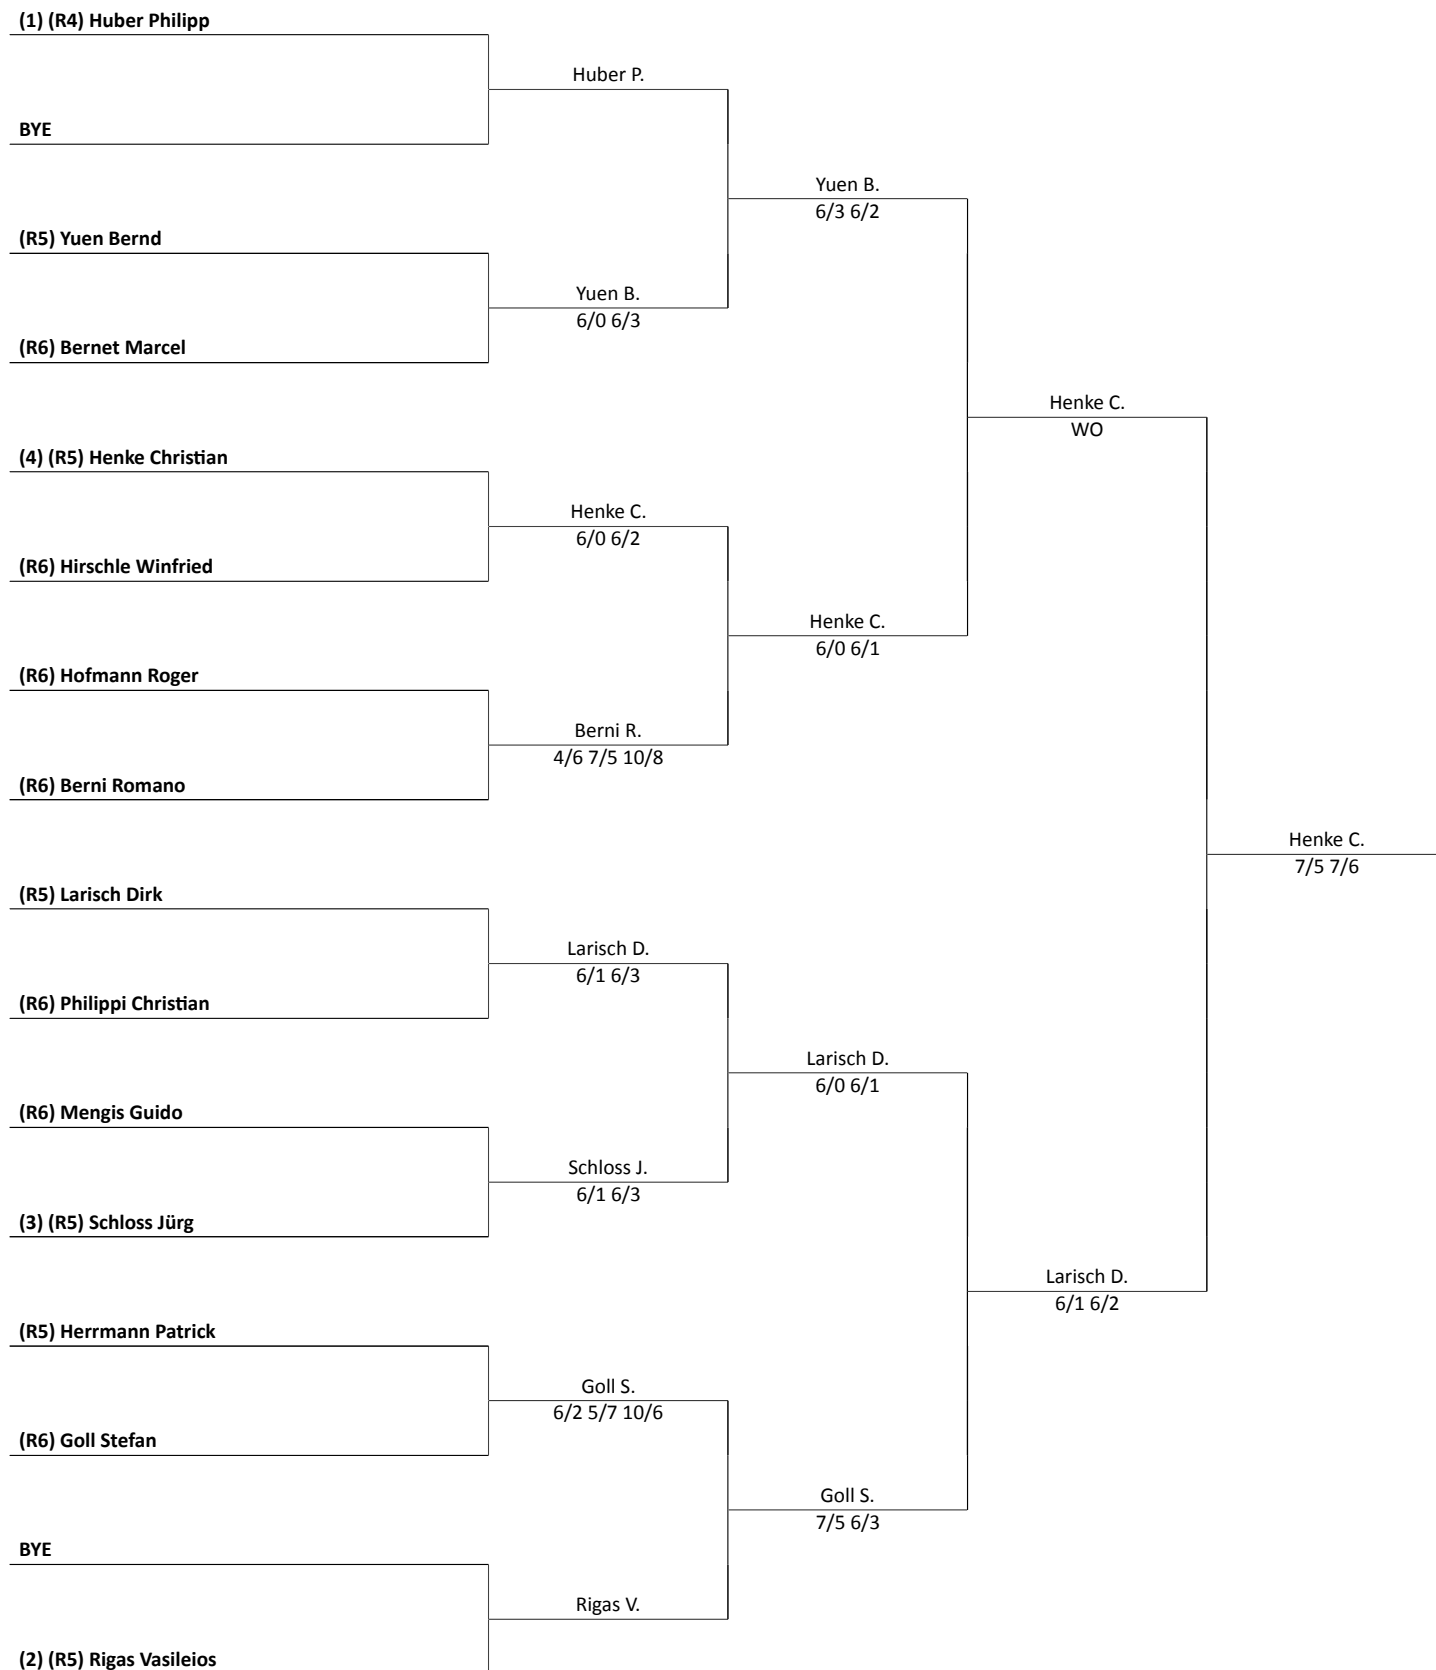 (1) (R4) Huber Philipp
Huber P.
BYE
Yuen B.
6/3 6/2
(R5) Yuen Bernd
Yuen B.
6/0 6/3
(R6) Bernet Marcel
Henke C.
WO
(4) (R5) Henke Christian
Henke C.
6/0 6/2
(R6) Hirschle Winfried
Henke C.
6/0 6/1
(R6) Hofmann Roger
Berni R.
4/6 7/5 10/8
(R6) Berni Romano
Henke C.
7/5 7/6
(R5) Larisch Dirk
Larisch D.
6/1 6/3
(R6) Philippi Christian
Larisch D.
6/0 6/1
(R6) Mengis Guido
Schloss J.
6/1 6/3
(3) (R5) Schloss Jürg
Larisch D.
6/1 6/2
(R5) Herrmann Patrick
Goll S.
6/2 5/7 10/6
(R6) Goll Stefan
Goll S.
7/5 6/3
BYE
Rigas V.
(2) (R5) Rigas Vasileios